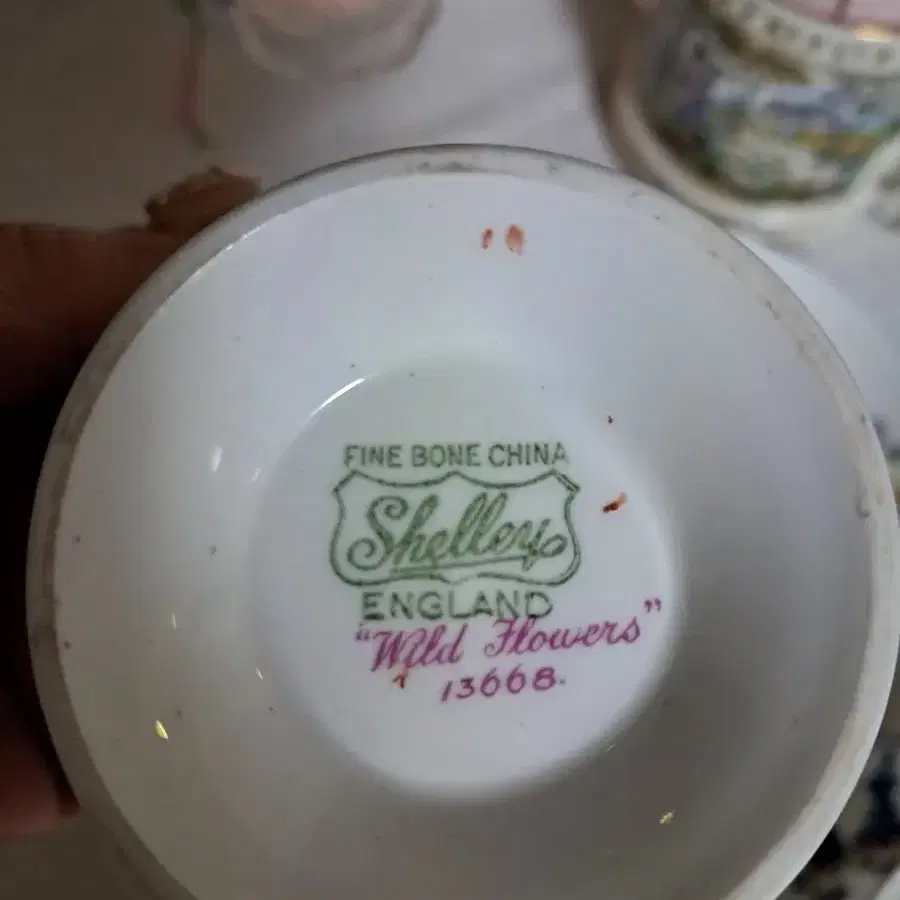 FINE BONE CHINA
Shelley
ENGLAND
"Wild Flowers"
13668.